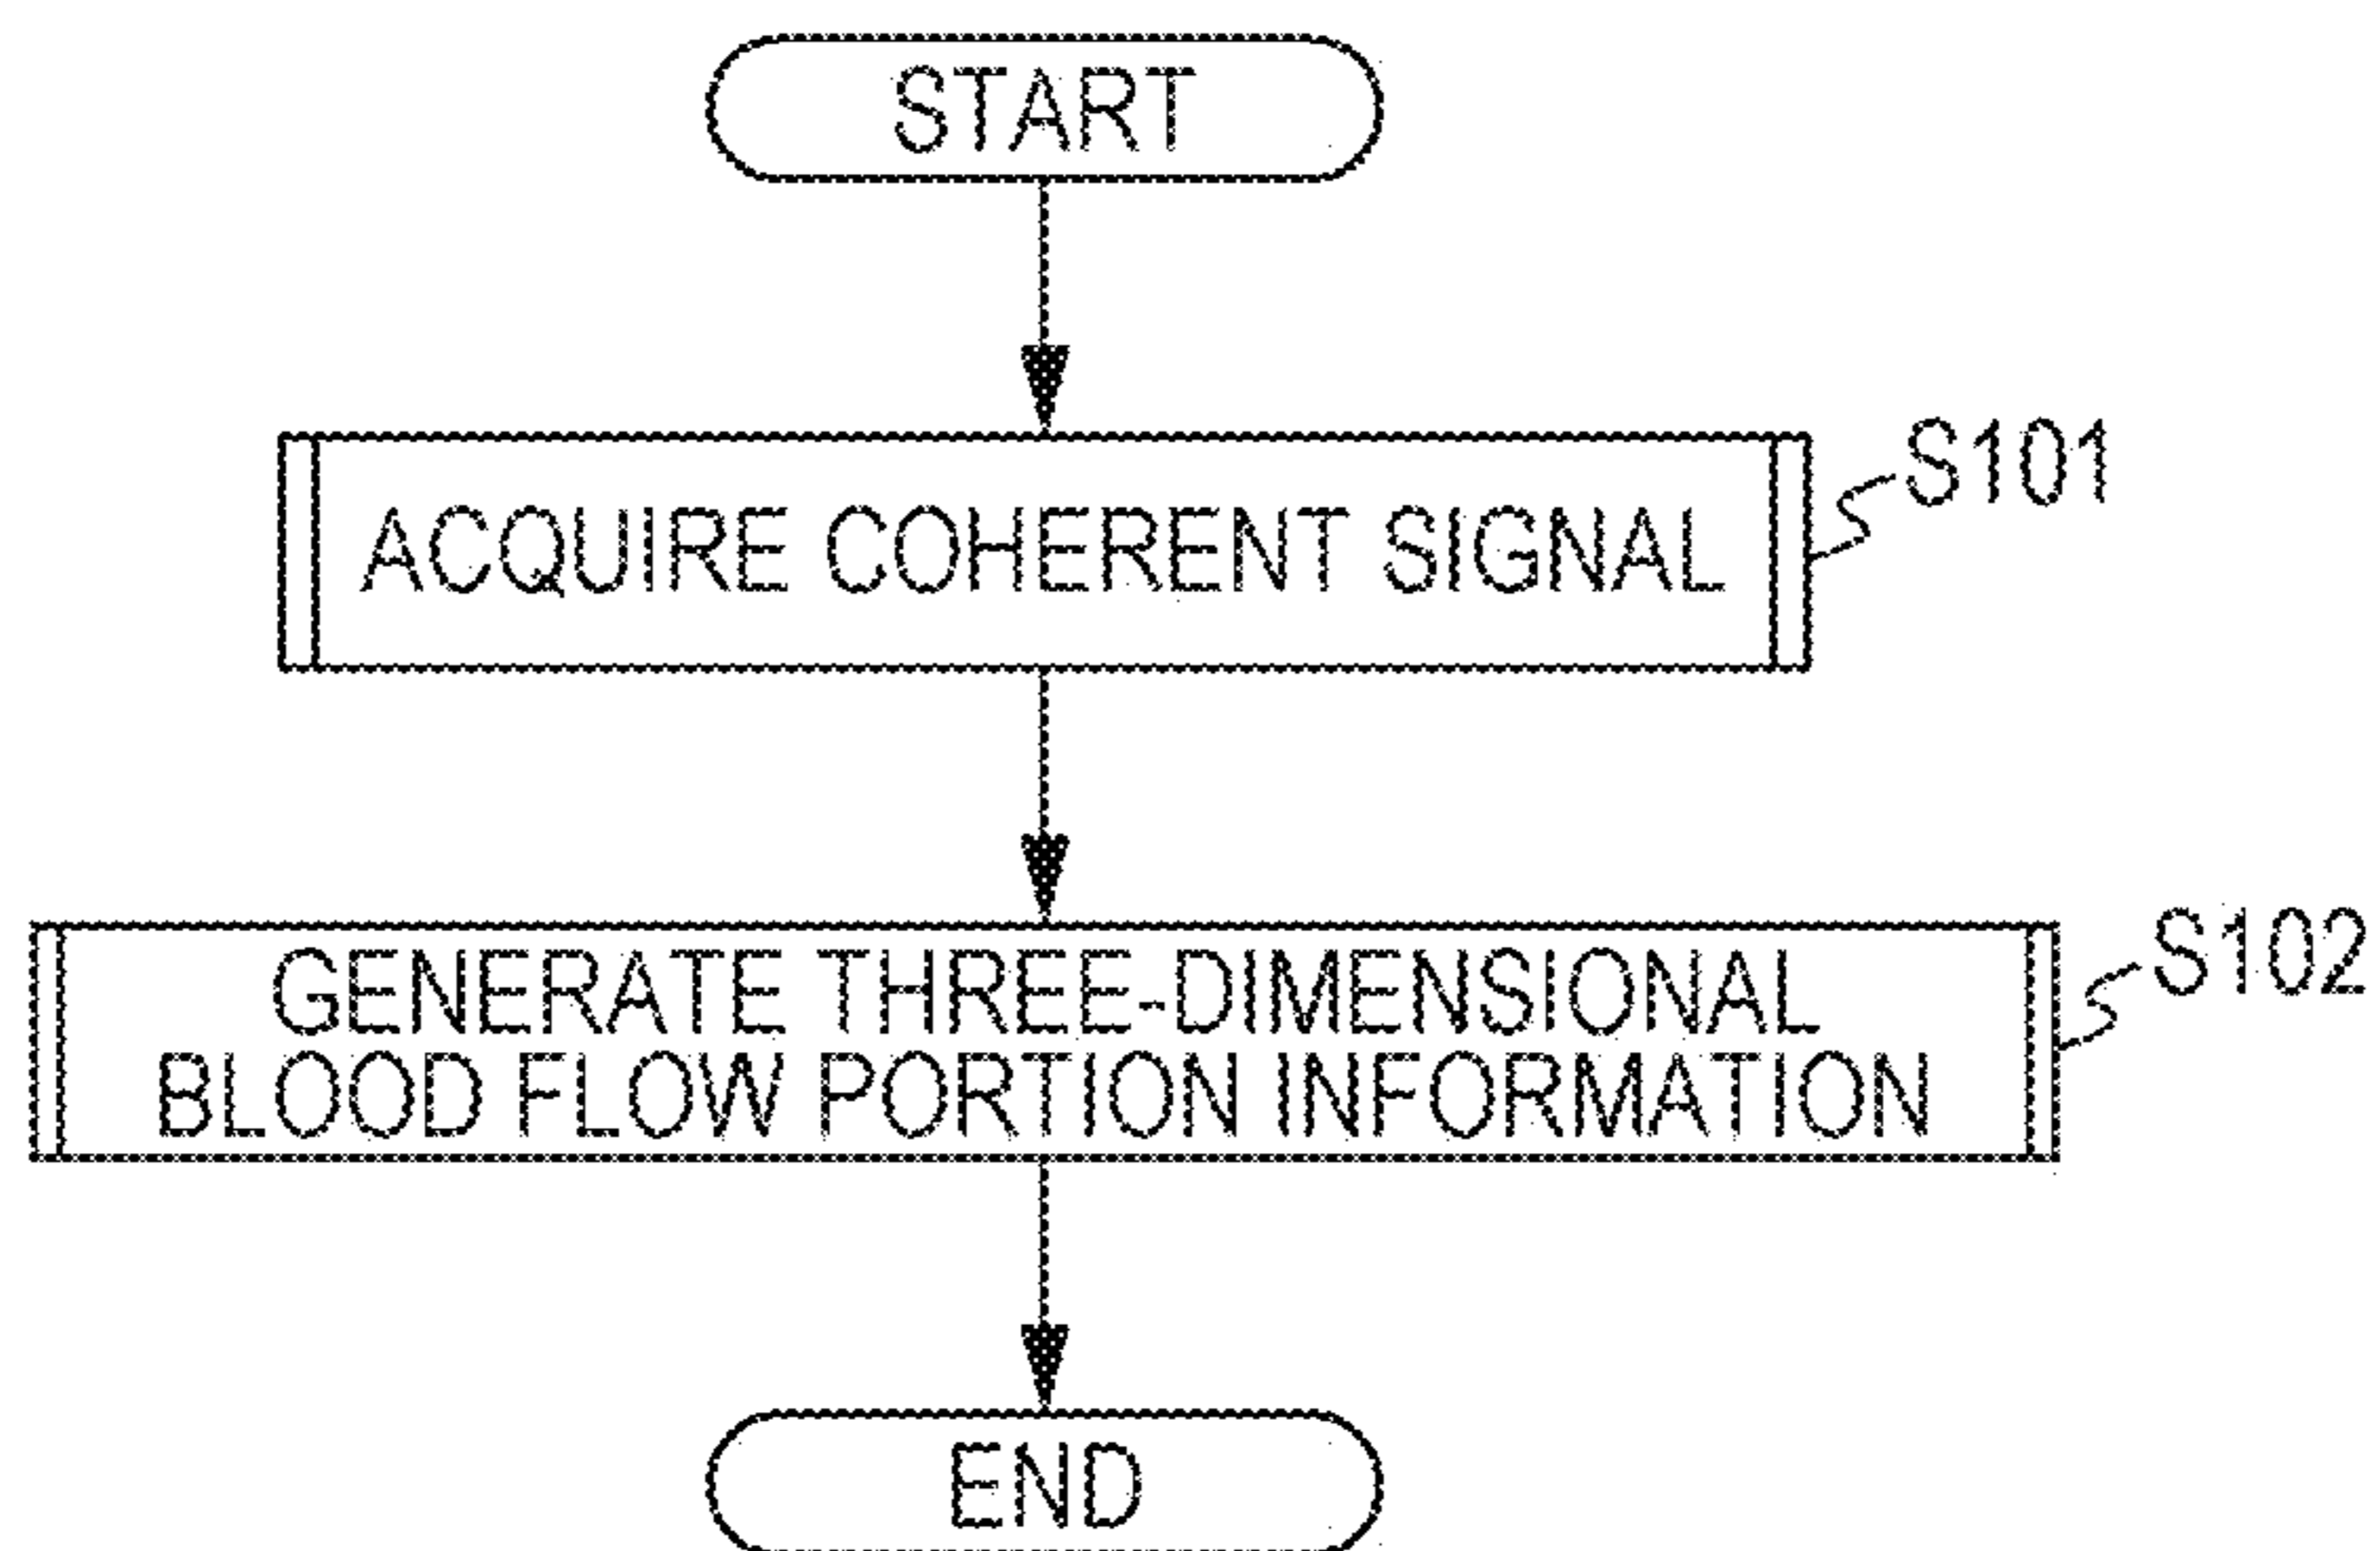 START
ACQUIRE COHERENT SIGNAL
S101
GENERATE THREE-DIMENSIONAL
BLOOD FLOW PORTION INFORMATION
S102
END